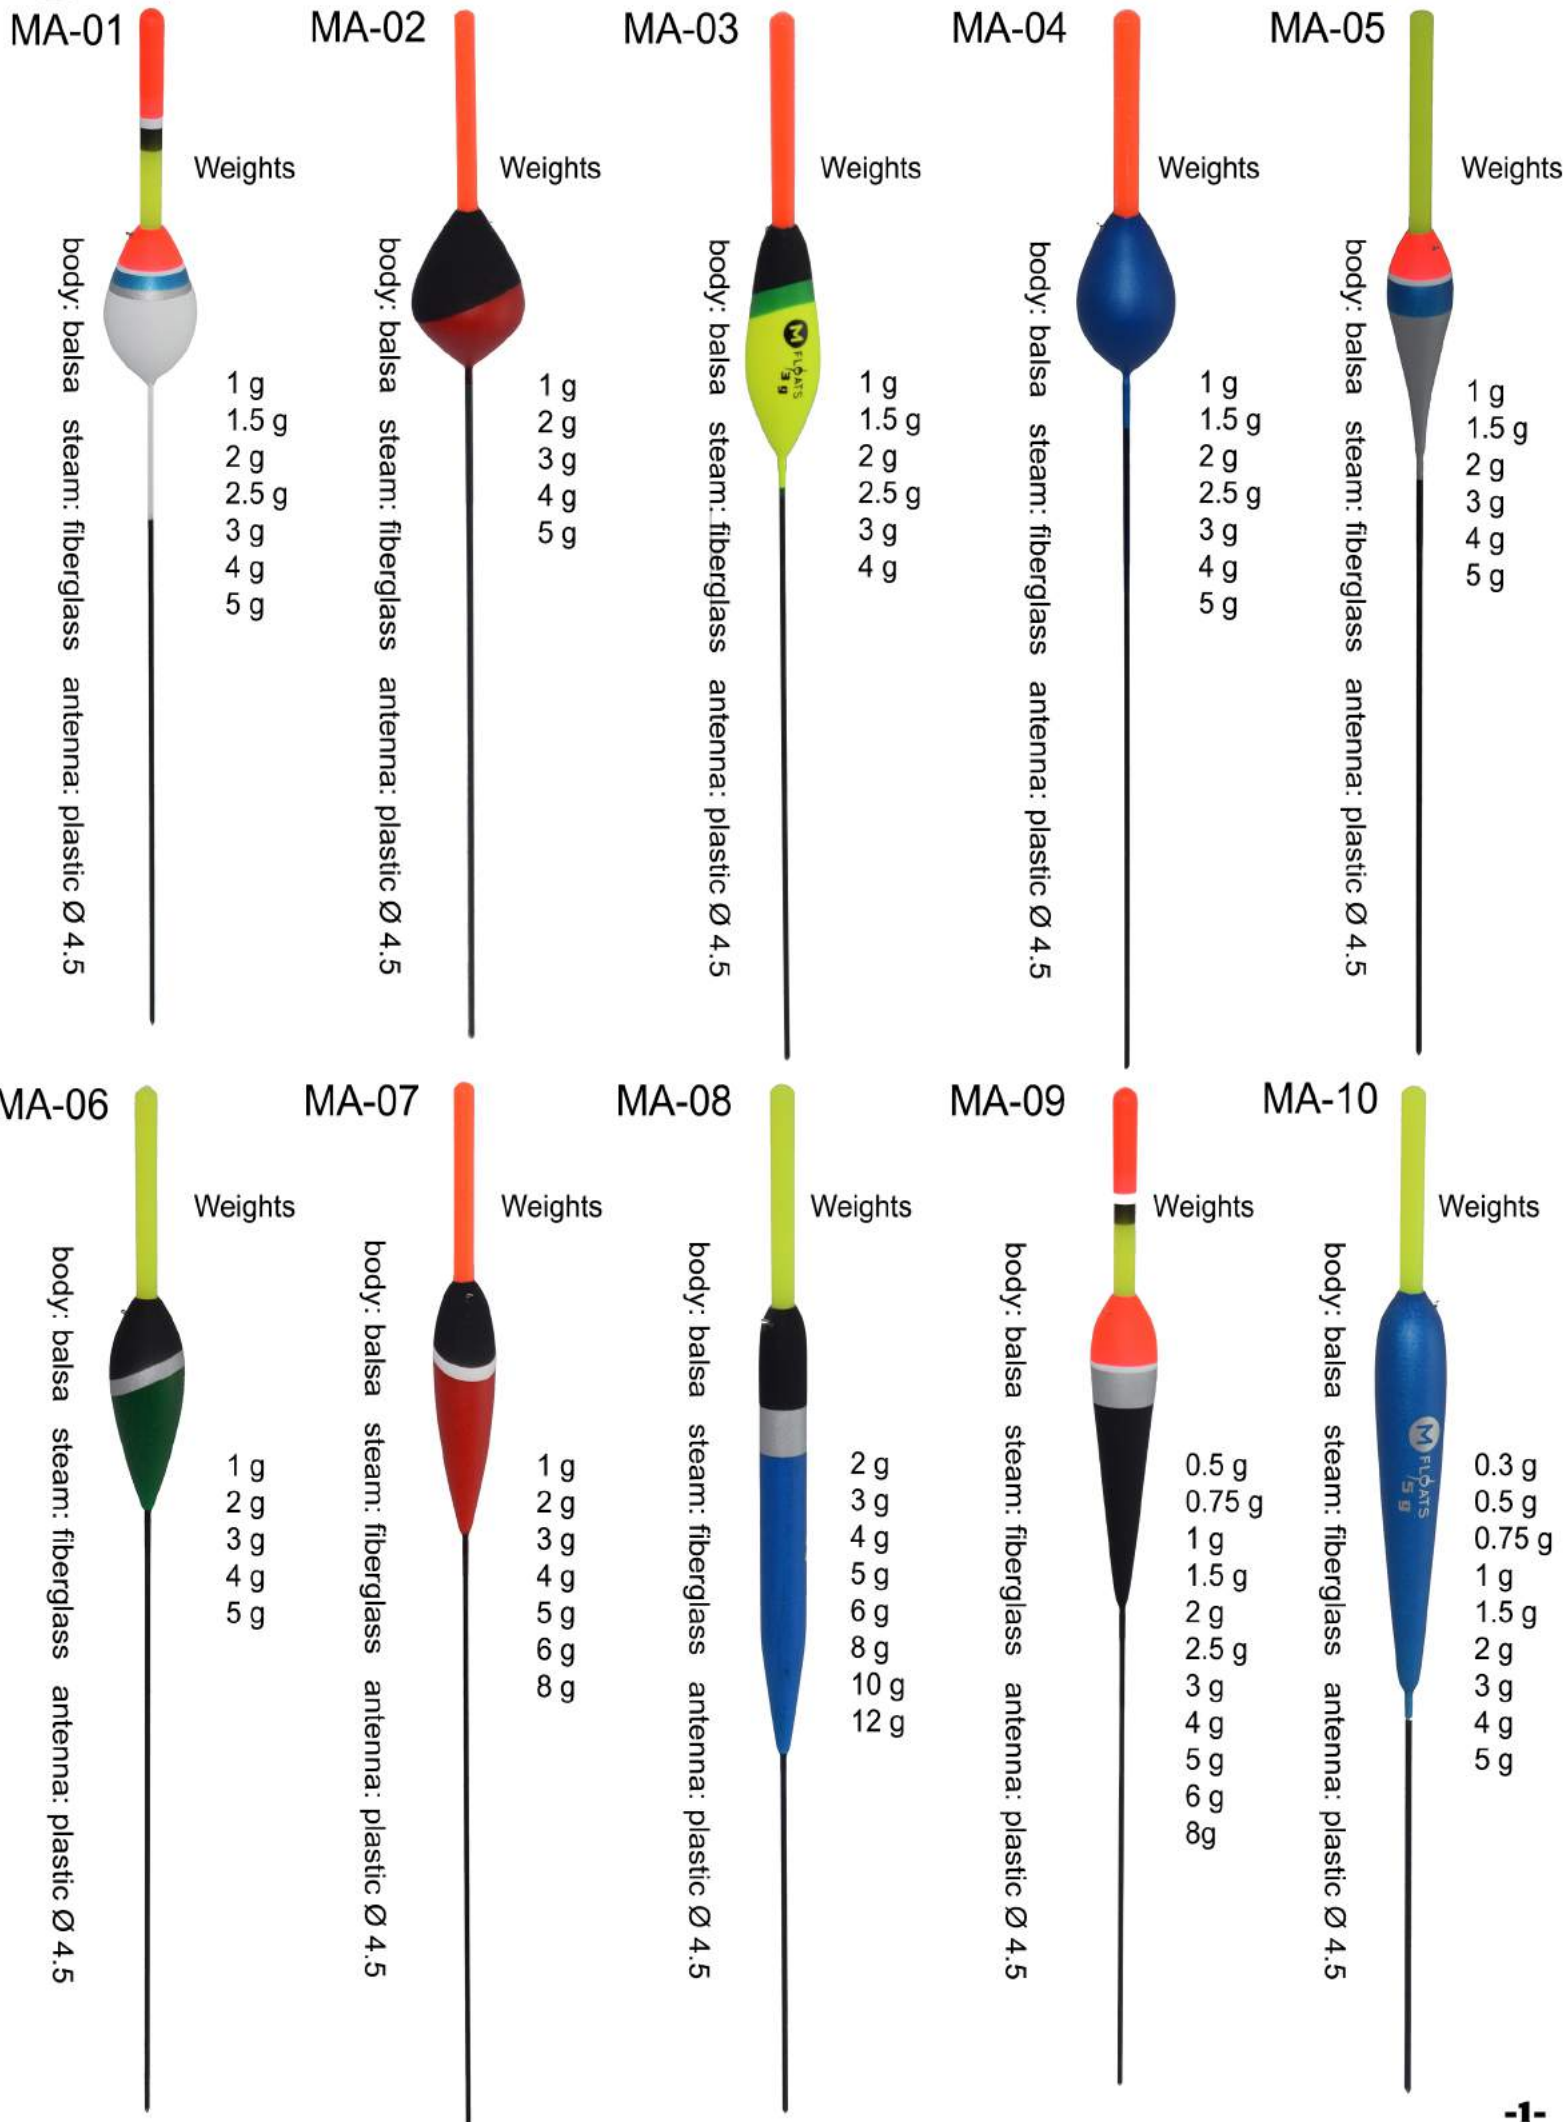 MA-01
Weights
body: balsa steam: fiberglass antenna: plastic Ø 4.5
1 g
1.5 g
2 g
2.5 g
3 g
4 g
5 g
MA-02
Weights
body: balsa steam: fiberglass antenna: plastic Ø 4.5
1 g
2 g
3 g
4 g
5 g
MA-03
Weights
body: balsa steam: fiberglass antenna: plastic Ø 4.5
M FLOATS
3 g
1 g
1.5 g
2 g
2.5 g
3 g
4 g
MA-04
Weights
body: balsa steam: fiberglass antenna: plastic Ø 4.5
1 g
1.5 g
2 g
2.5 g
3 g
4 g
5 g
MA-05
Weights
body: balsa steam: fiberglass antenna: plastic Ø 4.5
1 g
1.5 g
2 g
3 g
4 g
5 g
MA-06
Weights
body: balsa steam: fiberglass antenna: plastic Ø 4.5
1 g
2 g
3 g
4 g
5 g
MA-07
Weights
body: balsa steam: fiberglass antenna: plastic Ø 4.5
1 g
2 g
3 g
4 g
5 g
6 g
8 g
MA-08
Weights
body: balsa steam: fiberglass antenna: plastic Ø 4.5
2 g
3 g
4 g
5 g
6 g
8 g
10 g
12 g
MA-09
Weights
body: balsa steam: fiberglass antenna: plastic Ø 4.5
0.5 g
0.75 g
1 g
1.5 g
2 g
2.5 g
3 g
4 g
5 g
6 g
8g
MA-10
Weights
body: balsa steam: fiberglass antenna: plastic Ø 4.5
M FLOATS
5 g
0.3 g
0.5 g
0.75 g
1 g
1.5 g
2 g
3 g
4 g
5 g
-1-